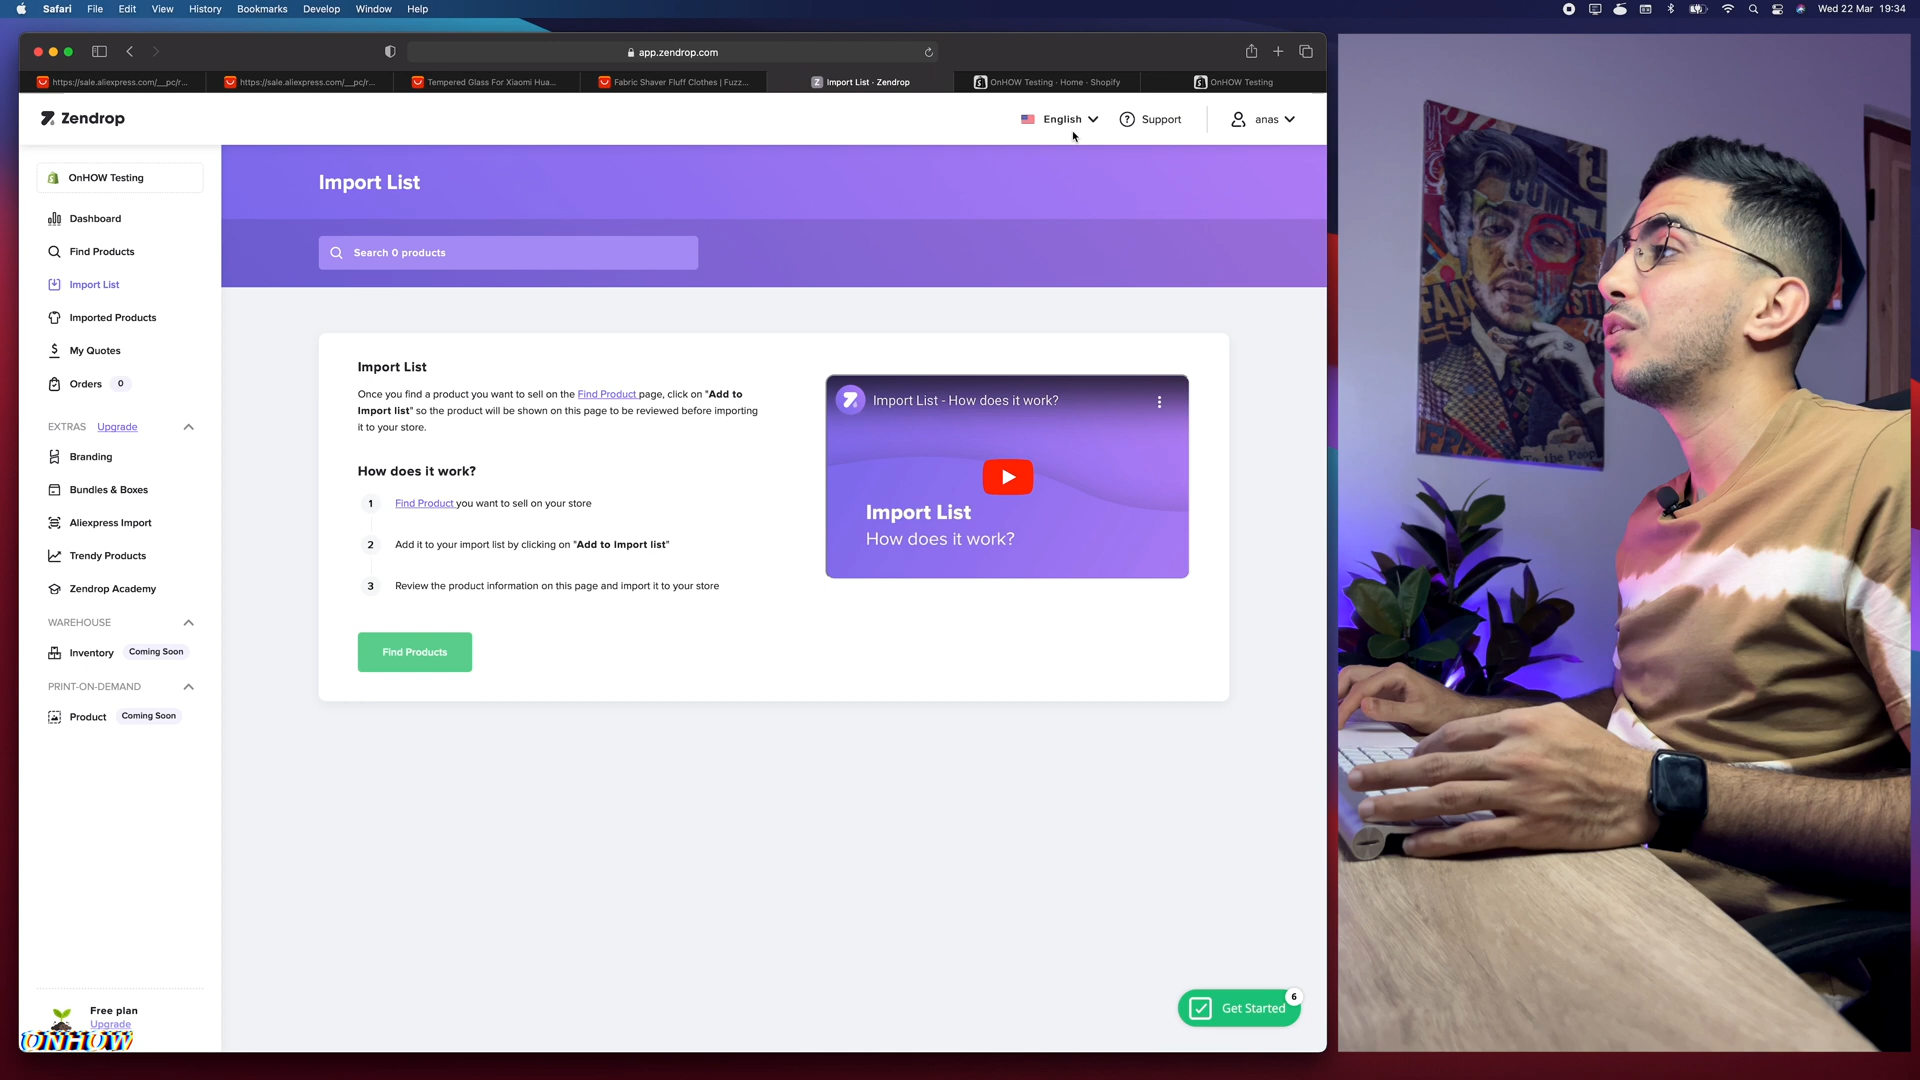 Safari File Edit View History Bookmarks Develop Window Help
Wed 22 Mar 19:34
app.zendrop.com
https://sale.aliexpress.com/__pc/r...
https://sale.aliexpress.com/__pc/r...
Tempered Glass For Xiaomi Hua...
Fabric Shaver Fluff Clothes | Fuzz...
Import List - Zendrop
OnHOW Testing · Home · Shopify
OnHOW Testing
Zendrop
English
Support
anas
OnHOW Testing
Dashboard
Find Products
Import List
Imported Products
My Quotes
Orders 0
EXTRAS Upgrade
Branding
Bundles & Boxes
Aliexpress Import
Trendy Products
Zendrop Academy
WAREHOUSE
Inventory Coming Soon
PRINT-ON-DEMAND
Product Coming Soon
Free plan
Upgrade
ONHOW
Import List
Search 0 products
Import List
Once you find a product you want to sell on the Find Product page, click on "Add to
Import list" so the product will be shown on this page to be reviewed before importing
it to your store.
How does it work?
1 Find Product you want to sell on your store
2 Add it to your import list by clicking on "Add to Import list"
3 Review the product information on this page and import it to your store
Find Products
Import List - How does it work?
Import List
How does it work?
Get Started
6
to the People